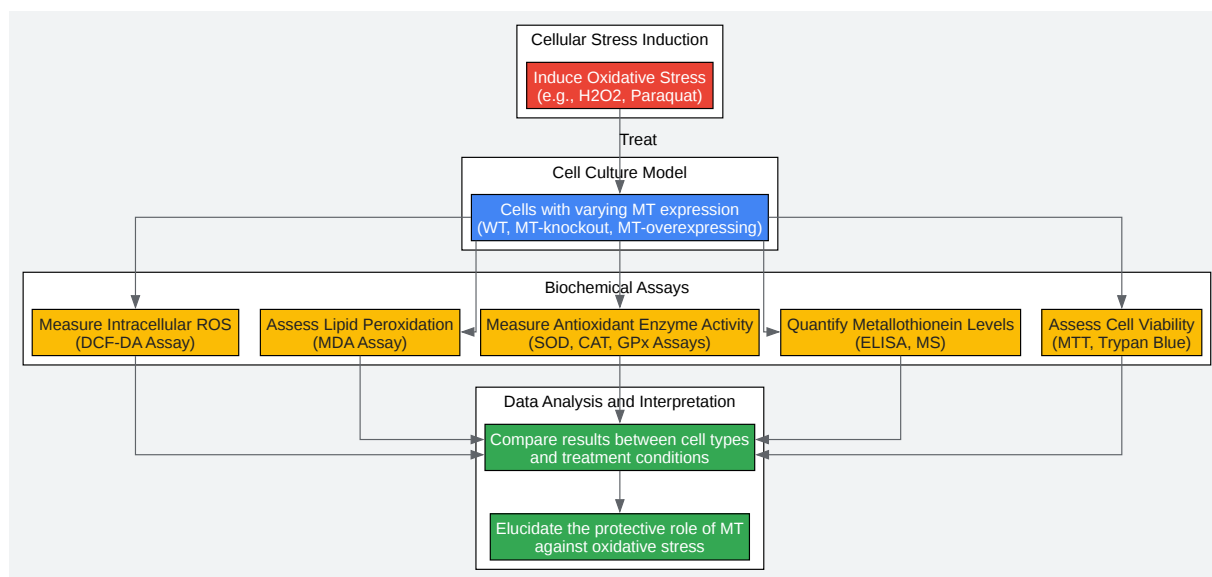 Cellular Stress Induction
Induce Oxidative Stress
(e.g., H2O2, Paraquat)
Treat
Cell Culture Model
Cells with varying MT expression
(WT, MT-knockout, MT-overexpressing)
Biochemical Assays
Measure Intracellular ROS
(DCF-DA Assay)
Assess Lipid Peroxidation
(MDA Assay)
Measure Antioxidant Enzyme Activity
(SOD, CAT, GPx Assays)
Quantify Metallothionein Levels
(ELISA, MS)
Assess Cell Viability
(MTT, Trypan Blue)
Data Analysis and Interpretation
Compare results between cell types
and treatment conditions
Elucidate the protective role of MT
against oxidative stress